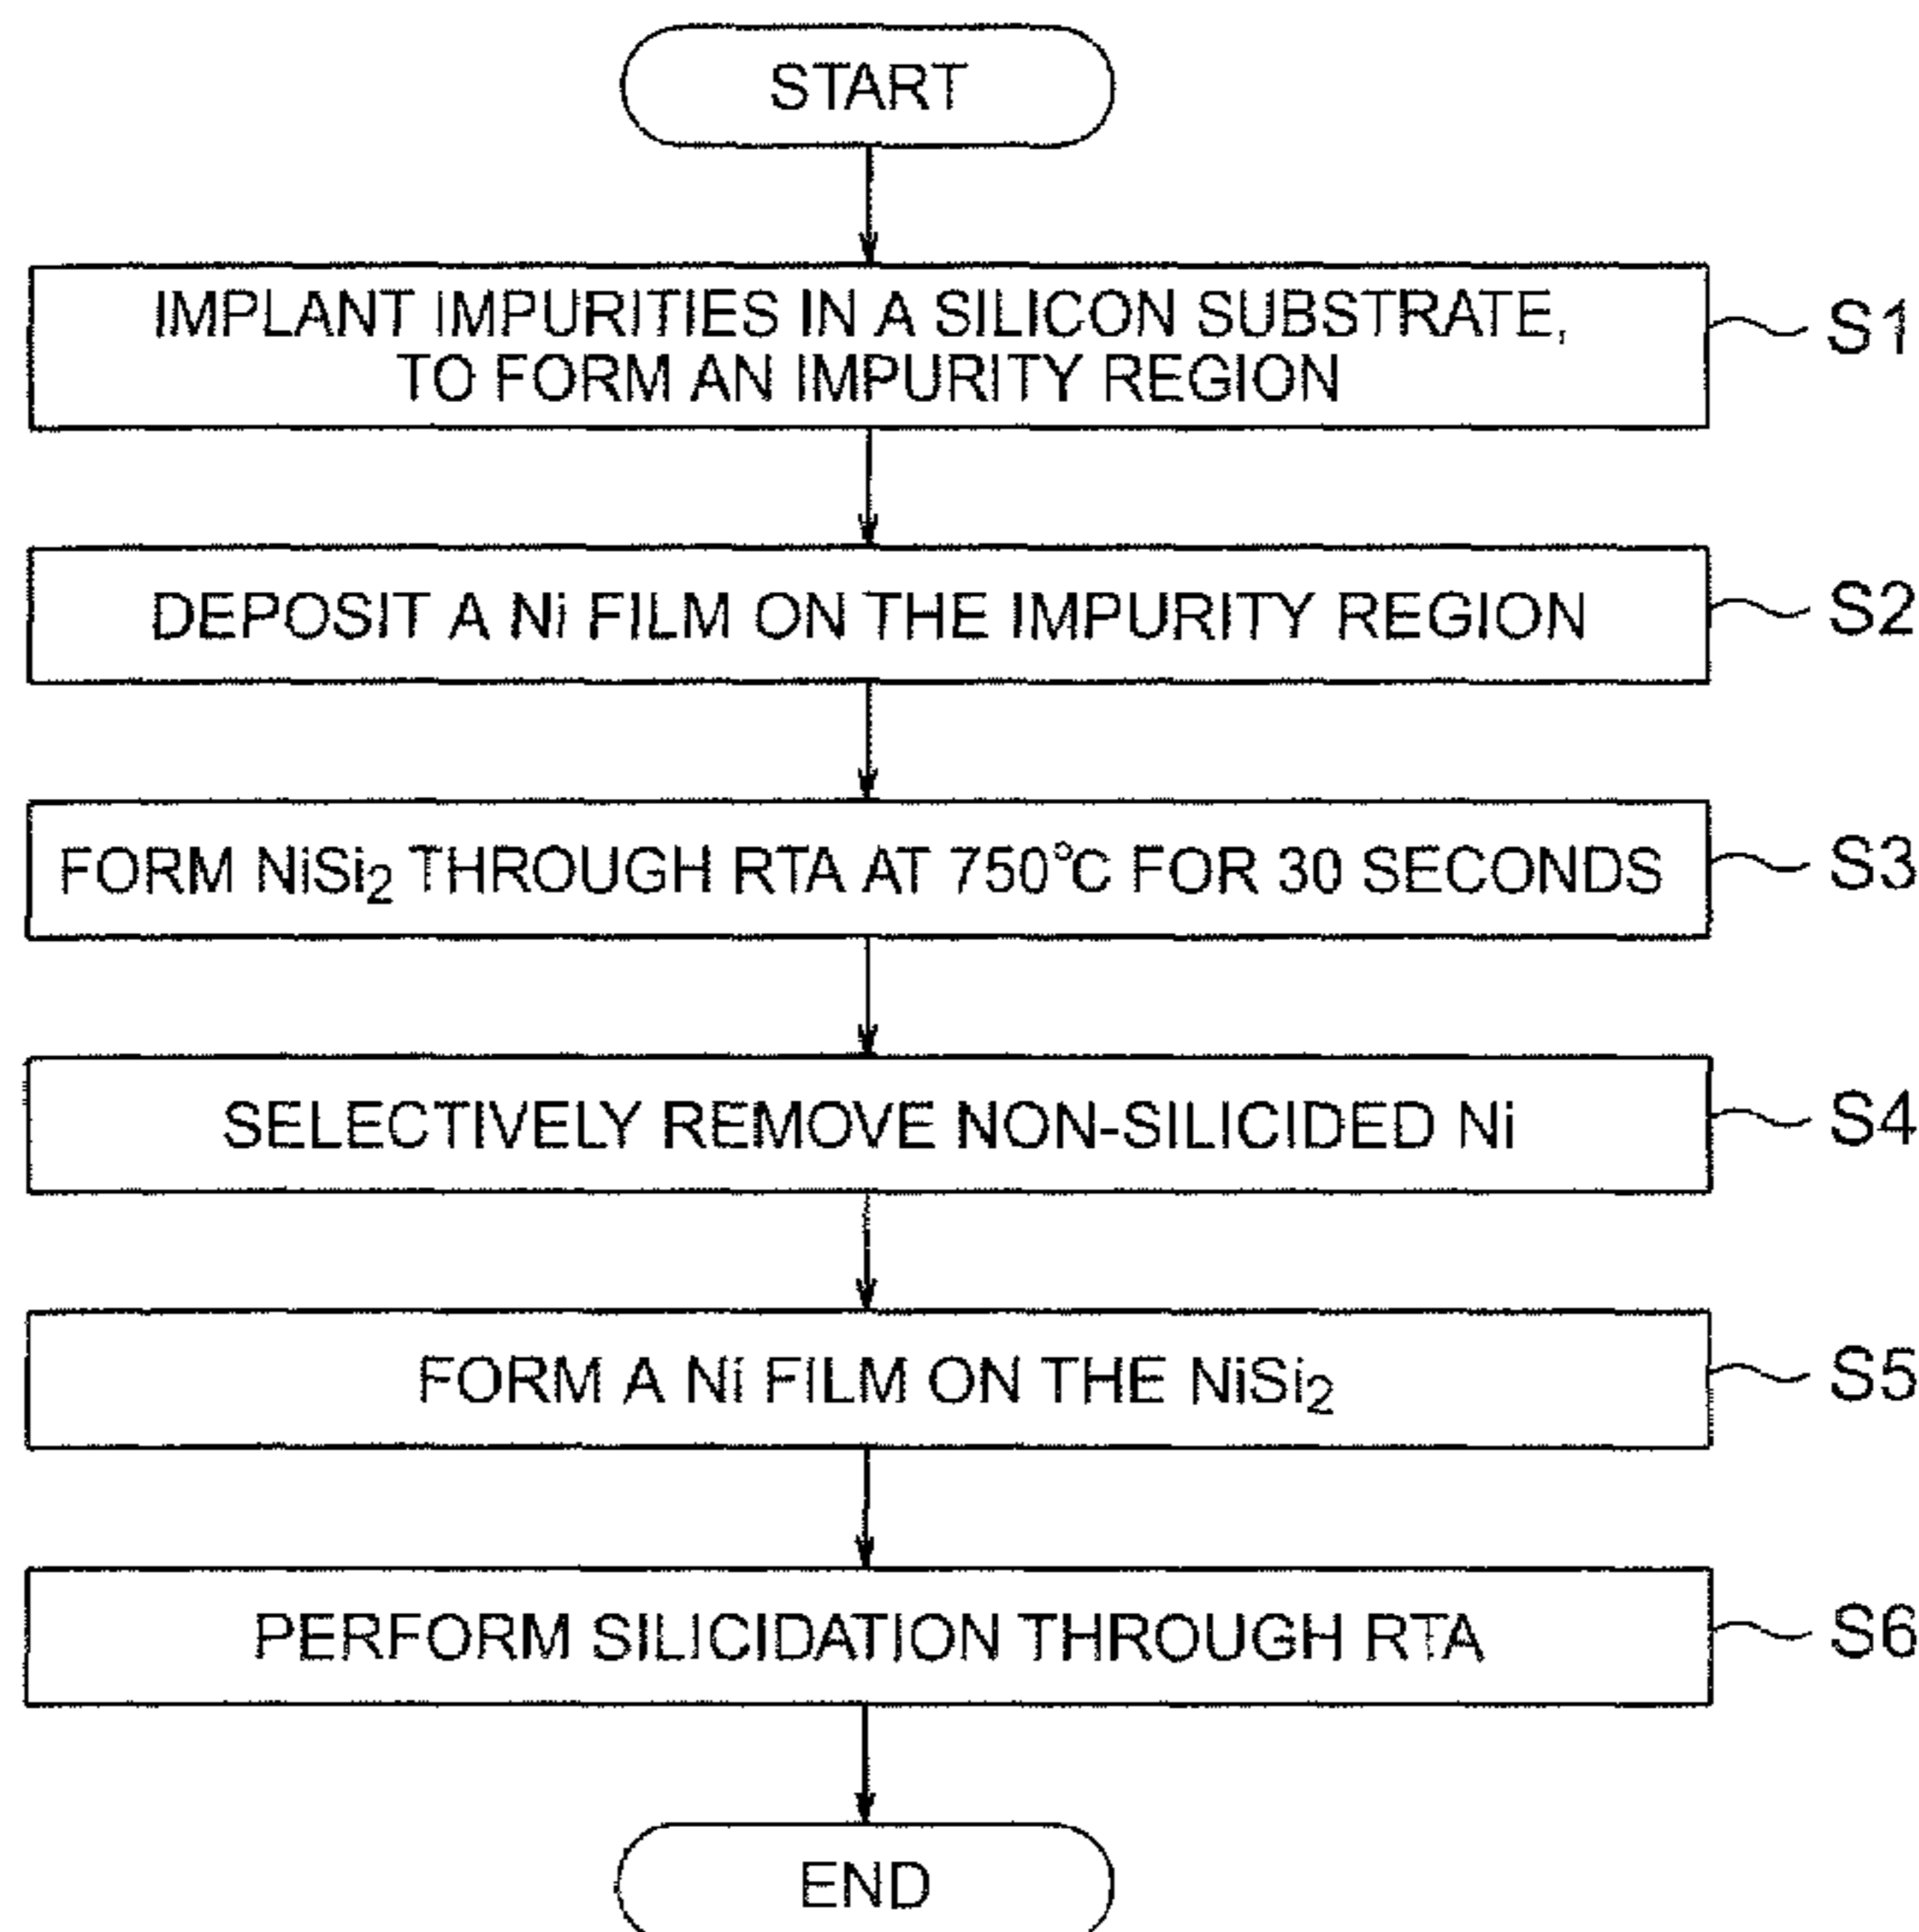 START
IMPLANT IMPURITIES IN A SILICON SUBSTRATE,
TO FORM AN IMPURITY REGION
S1
DEPOSIT A Ni FILM ON THE IMPURITY REGION
S2
FORM NiSi₂ THROUGH RTA AT 750°C FOR 30 SECONDS
S3
SELECTIVELY REMOVE NON-SILICIDED Ni
S4
FORM A Ni FILM ON THE NiSi₂
S5
PERFORM SILICIDATION THROUGH RTA
S6
END